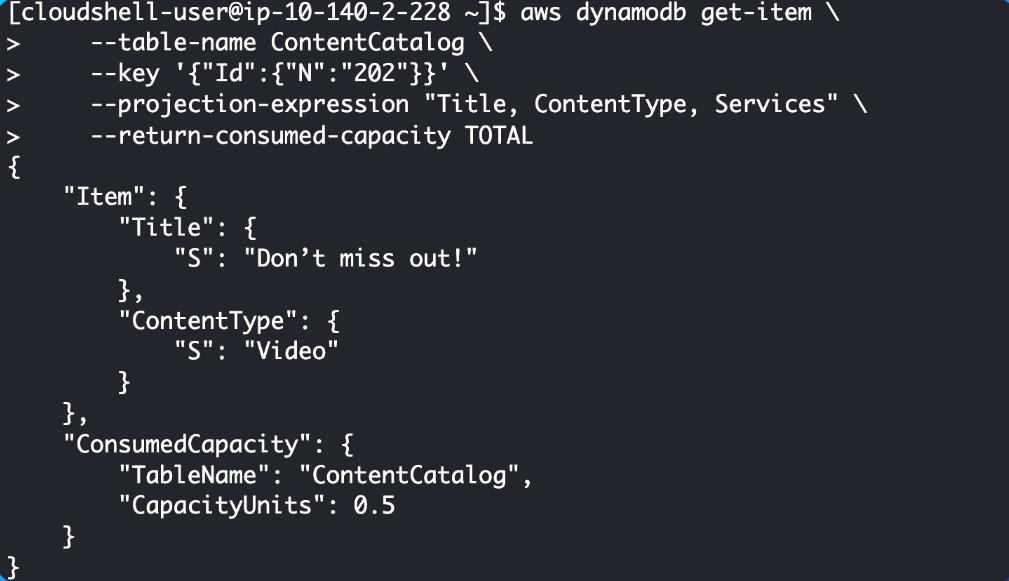 [cloudshell-user@ip-10-140-2-228 ~]$ aws dynamodb get-item \
>     --table-name ContentCatalog \
>     --key '{"Id":{"N":"202"}}' \
>     --projection-expression "Title, ContentType, Services" \
>     --return-consumed-capacity TOTAL
{
    "Item": {
        "Title": {
            "S": "Don’t miss out!"
        },
        "ContentType": {
            "S": "Video"
        }
    },
    "ConsumedCapacity": {
        "TableName": "ContentCatalog",
        "CapacityUnits": 0.5
    }
}